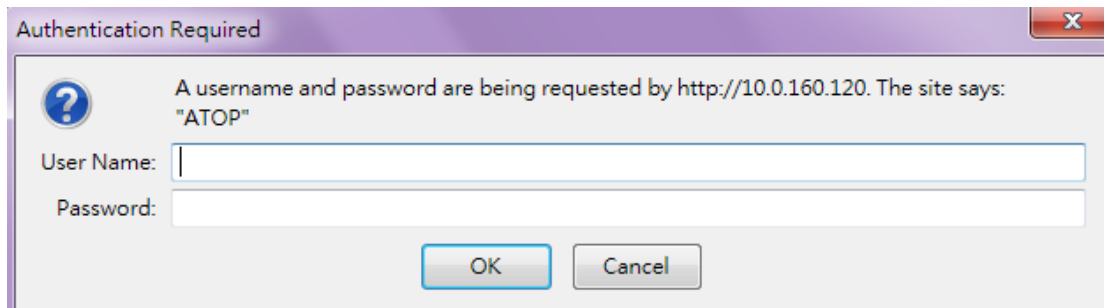 Authentication Required
A username and password are being requested by http://10.0.160.120. The site says:
"ATOP"
User Name:
Password:
OK
Cancel